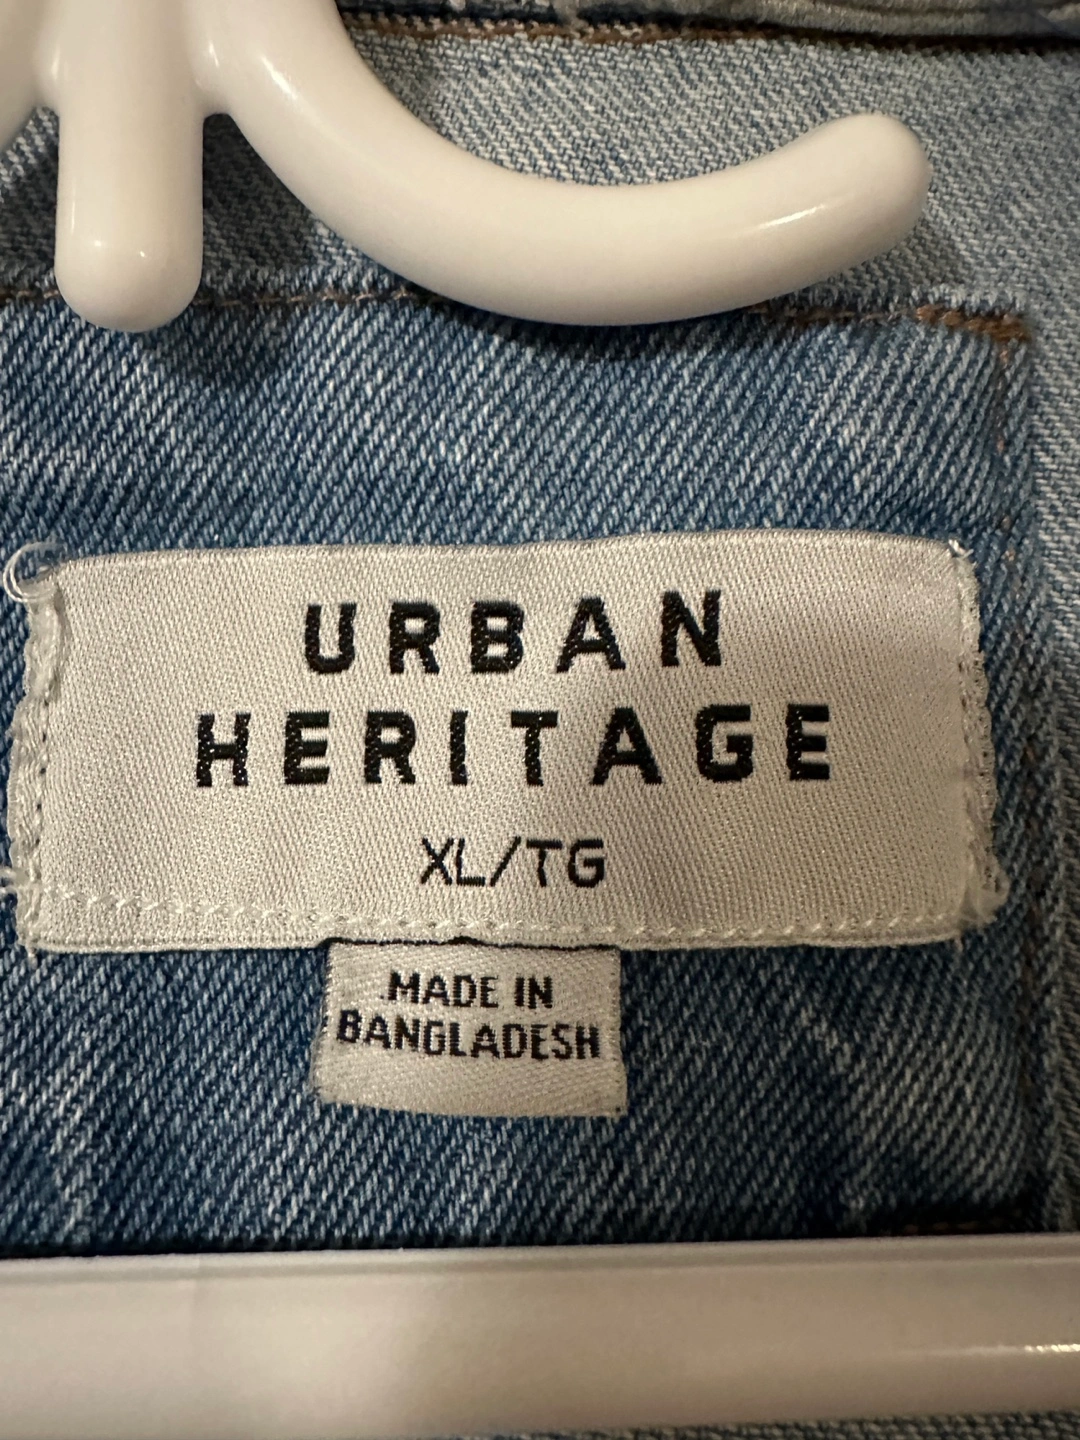 URBAN
HERITAGE
XL/TG
MADE IN
BANGLADESH